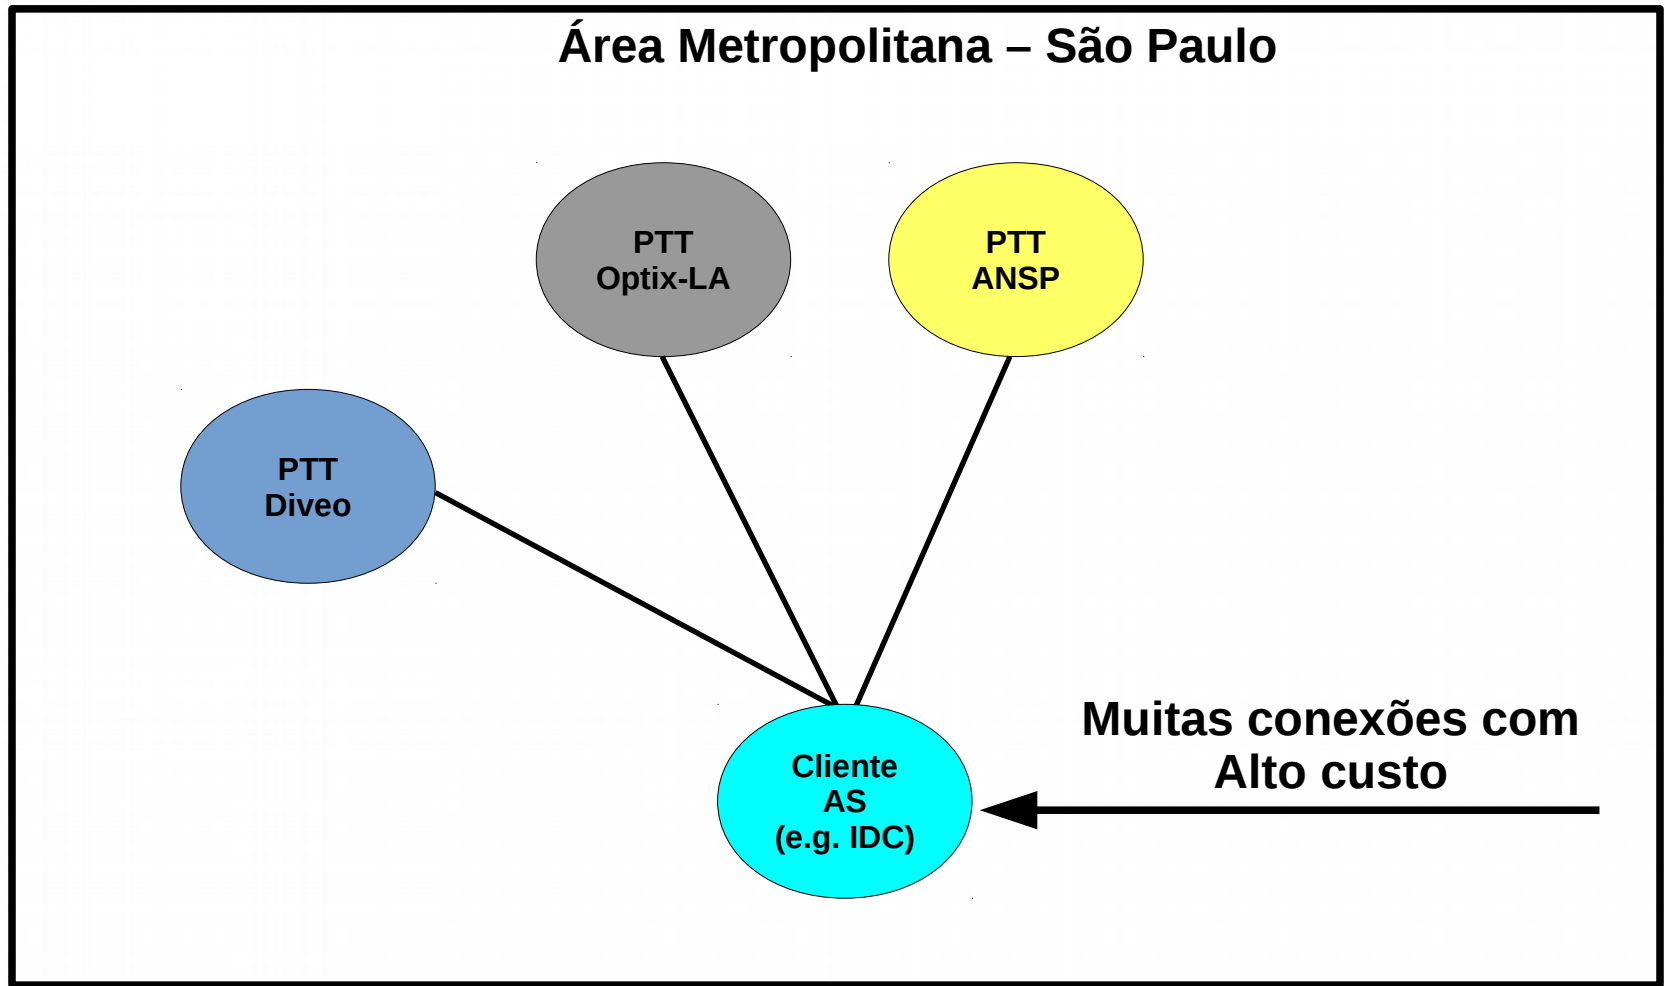 Área Metropolitana – São Paulo
PTT
Optix-LA
PTT
ANSP
PTT
Diveo
Muitas conexões com
Alto custo
Cliente
AS
(e.g. IDC)